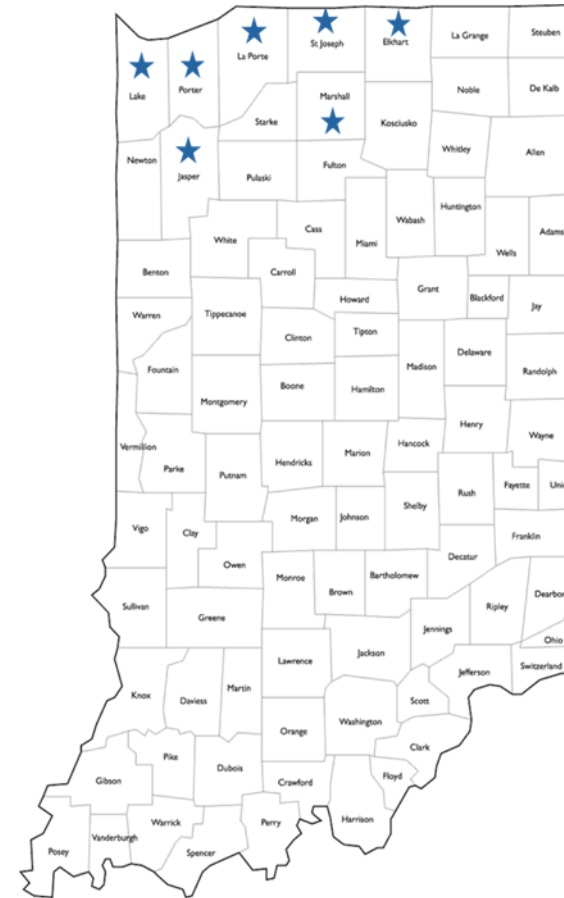 La Grange
Steuben
St Joseph
Elkhart
La Porte
Lake
Porter
Noble
De Kalb
Marshall
Starke
Kosciusko
Newton
Jasper
Pulaski
Fulton
Whitley
Allen
White
Cass
Miami
Wabash
Huntington
Wells
Adams
Benton
Carroll
Grant
Blackford
Jay
Warren
Tippecanoe
Howard
Clinton
Tipton
Madison
Delaware
Randolph
Fountain
Montgomery
Boone
Hamilton
Vermillion
Parke
Putnam
Hendricks
Marion
Hancock
Henry
Wayne
Vigo
Clay
Morgan
Johnson
Shelby
Rush
Fayette
Unio
Franklin
Owen
Monroe
Brown
Bartholomew
Decatur
Sullivan
Greene
Jennings
Ripley
Dearbor
Ohio
Lawrence
Jackson
Jefferson
Switzerland
Knox
Daviess
Martin
Orange
Washington
Scott
Clark
Gibson
Pike
Dubois
Crawford
Floyd
Harrison
Posey
Vanderburgh
Warrick
Spencer
Perry